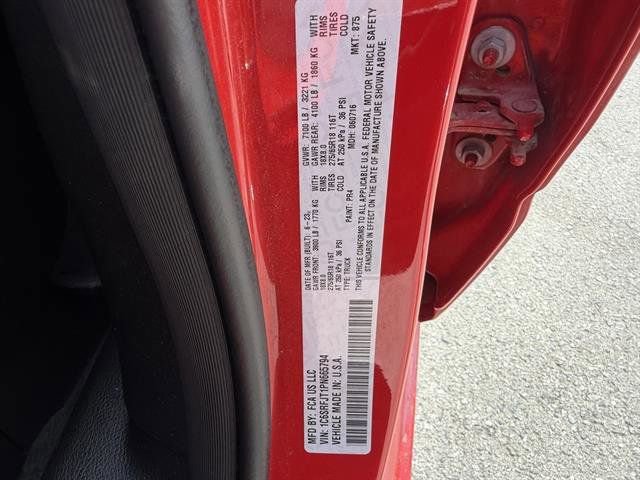 MFD BY: FCA US LLC
VIN: 1C6SRFJT1PN665794
VEHICLE MADE IN: U.S.A.
DATE OF MFR (BUILT): 6-23
GVWR: 7100 LB / 3221 KG
GAWR FRONT: 3900 LB / 1770 KG WITH
18X8.0 RIMS
275/65R18 116T TIRES
AT 250 kPa / 36 PSI COLD
GAWR REAR: 4100 LB / 1860 KG WITH
18X8.0 RIMS
275/65R18 116T TIRES
AT 250 kPa / 36 PSI COLD
TYPE:TRUCK PAINT: PR4 MDH: 060716 MKT: 875
THIS VEHICLE CONFORMS TO ALL APPLICABLE U.S.A. FEDERAL MOTOR VEHICLE SAFETY
STANDARDS IN EFFECT ON THE DATE OF MANUFACTURE SHOWN ABOVE.